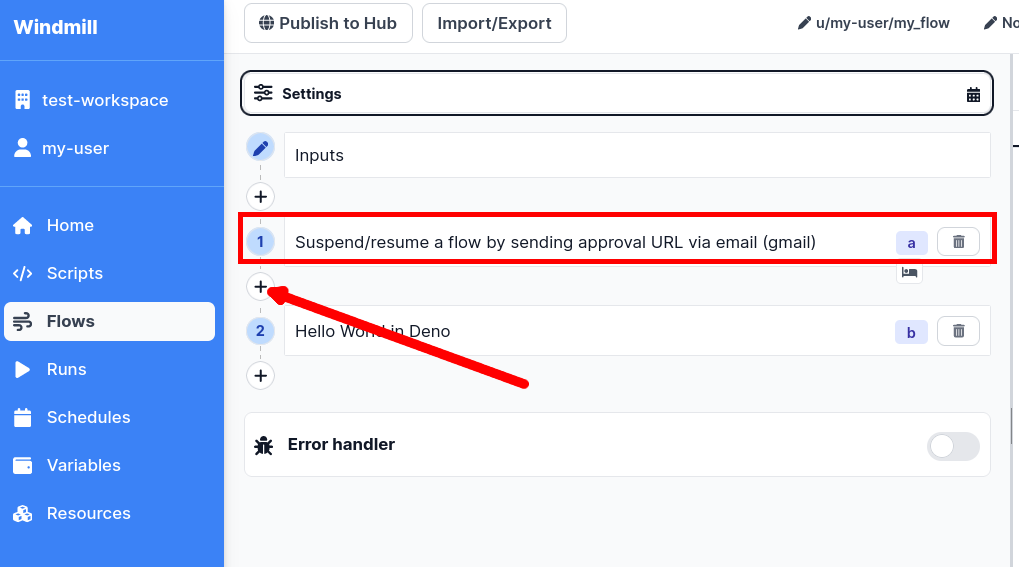 Windmill
Publish to Hub
Import/Export
u/my-user/my_flow
No
test-workspace
my-user
Home
Scripts
Flows
Runs
Schedules
Variables
Resources
Settings
Inputs
1
Suspend/resume a flow by sending approval URL via email (gmail)
a
2
Hello World in Deno
b
Error handler